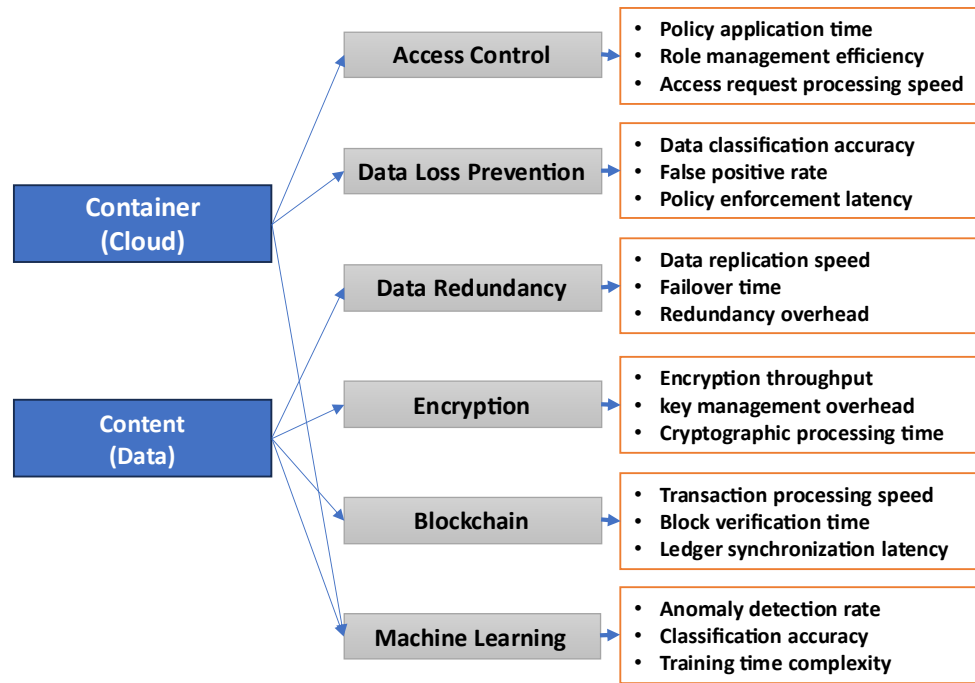 Container
(Cloud)
Content
(Data)
Access Control
Data Loss Prevention
Data Redundancy
Encryption
Blockchain
Machine Learning
• Policy application time
• Role management efficiency
• Access request processing speed
• Data classification accuracy
• False positive rate
• Policy enforcement latency
• Data replication speed
• Failover time
• Redundancy overhead
• Encryption throughput
• key management overhead
• Cryptographic processing time
• Transaction processing speed
• Block verification time
• Ledger synchronization latency
• Anomaly detection rate
• Classification accuracy
• Training time complexity